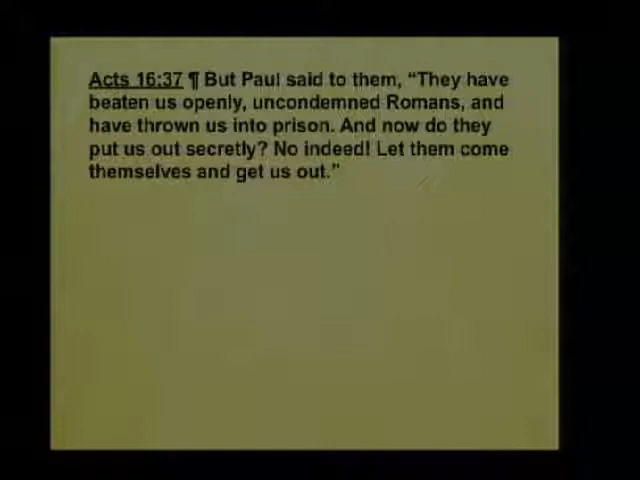 Acts 16:37 ¶ But Paul said to them, “They have
beaten us openly, uncondemned Romans, and
have thrown us into prison. And now do they
put us out secretly? No indeed! Let them come
themselves and get us out.”